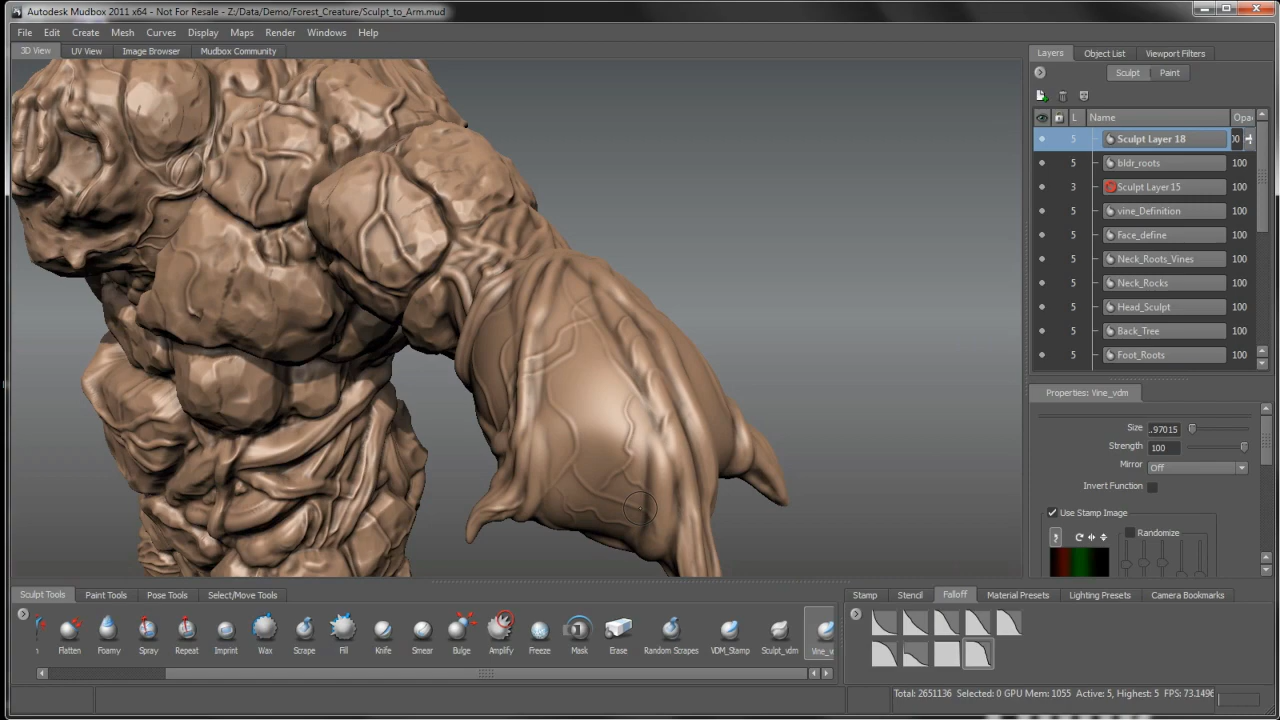 Autodesk Mudbox 2011 x64 - Not For Resale - Z:/Data/Demo/Forest_Creature/Sculpt_to_Arm.mud
File Edit Create Mesh Curves Display Maps Render Windows Help
3D View UV View Image Browser Mudbox Community
Layers Object List Viewport Filters
Sculpt Paint
L Name Opa
5 Sculpt Layer 18
5 bldr_roots 100
3 Sculpt Layer 15 100
5 vine_Definition 100
5 Face_define 100
5 Neck_Roots_Vines 100
5 Neck_Rocks 100
5 Head_Sculpt 100
5 Back_Tree 100
5 Foot_Roots 100
Properties: Vine_vdm
Size .97015
Strength 100
Mirror Off
Invert Function
Use Stamp Image
Randomize
Sculpt Tools Paint Tools Pose Tools Select/Move Tools
Flatten Foamy Spray Repeat Imprint Wax Scrape Fill Knife Smear Bulge Amplify Freeze Mask Erase Random Scrapes VDM_Stamp Sculpt_vdm Vine_v
Stamp Stencil Falloff Material Presets Lighting Presets Camera Bookmarks
Total: 2651136 Selected: 0 GPU Mem: 1055 Active: 5, Highest: 5 FPS: 73.1496